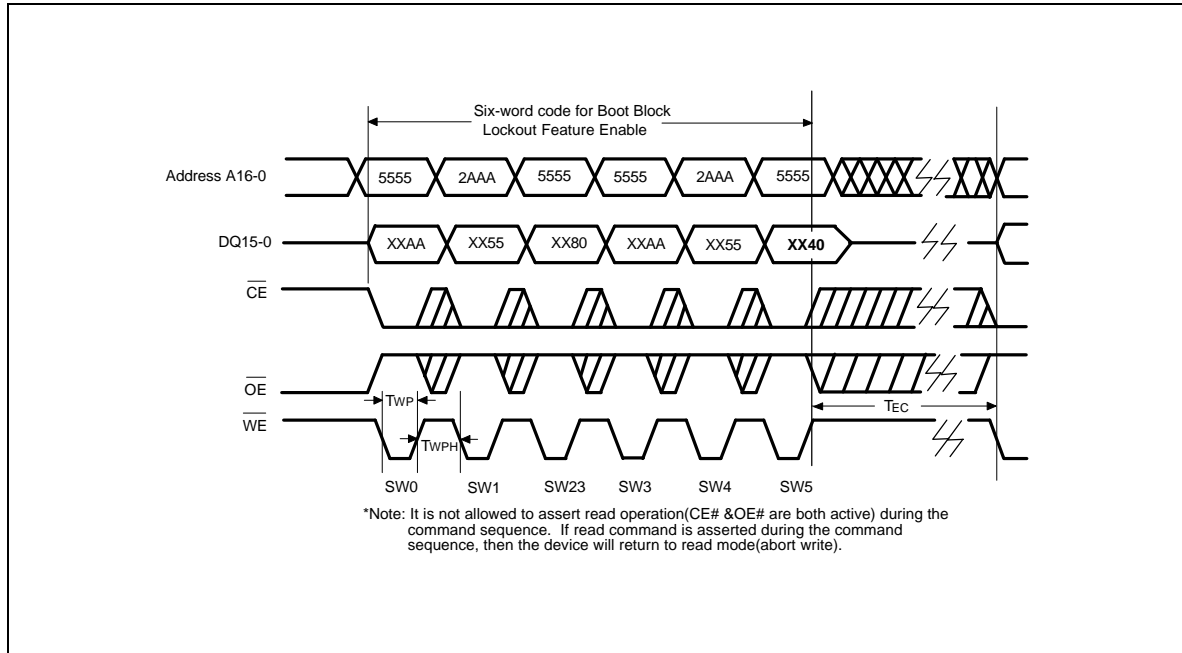 Six-word code for Boot Block
Lockout Feature Enable
Address A16-0
5555 2AAA 5555 5555 2AAA 5555
DQ15-0
XXAA XX55 XX80 XXAA XX55 XX40
CE
OE
TWP
TEC
WE
TWPH
SW0 SW1 SW23 SW3 SW4 SW5
*Note: It is not allowed to assert read operation(CE# &OE# are both active) during the
command sequence. If read command is asserted during the command
sequence, then the device will return to read mode(abort write).